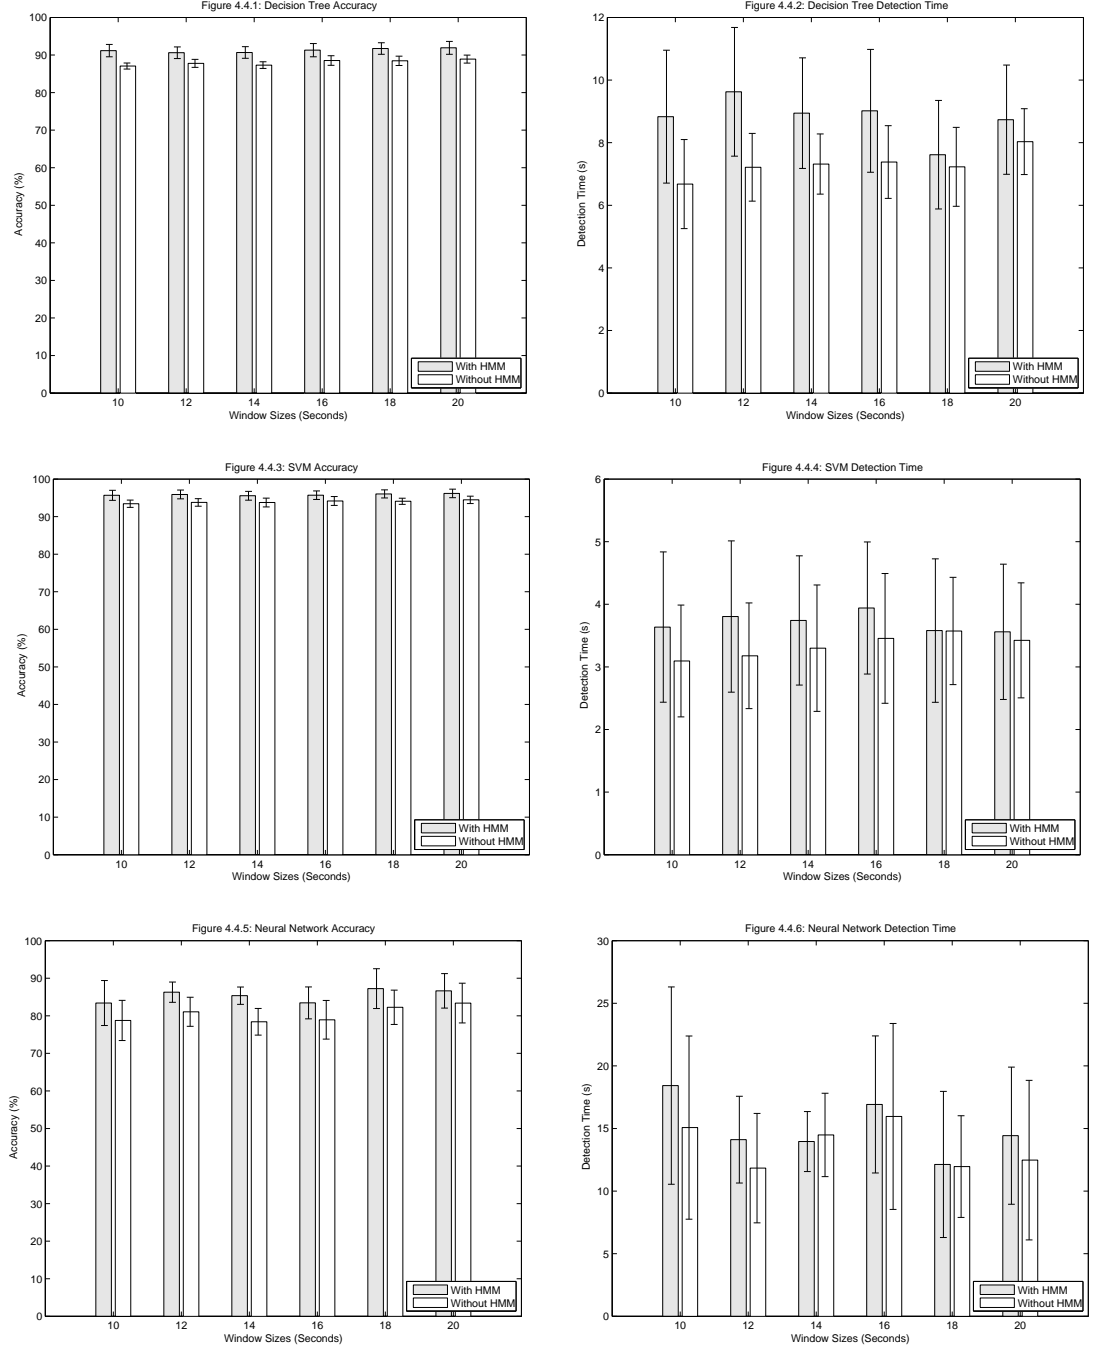 Figure 4.4.1: Decision Tree Accuracy
100
90
80
70
60
50
40
30
20
10
0
Accuracy (%)
10 12 14 16 18 20
Window Sizes (Seconds)
With HMM
Without HMM
Figure 4.4.2: Decision Tree Detection Time
12
10
8
6
4
2
0
Detection Time (s)
10 12 14 16 18 20
Window Sizes (Seconds)
With HMM
Without HMM
Figure 4.4.3: SVM Accuracy
100
90
80
70
60
50
40
30
20
10
0
Accuracy (%)
10 12 14 16 18 20
Window Sizes (Seconds)
With HMM
Without HMM
Figure 4.4.4: SVM Detection Time
6
5
4
3
2
1
0
Detection Time (s)
10 12 14 16 18 20
Window Sizes (Seconds)
With HMM
Without HMM
Figure 4.4.5: Neural Network Accuracy
100
90
80
70
60
50
40
30
20
10
0
Accuracy (%)
10 12 14 16 18 20
Window Sizes (Seconds)
With HMM
Without HMM
Figure 4.4.6: Neural Network Detection Time
30
25
20
15
10
5
0
Detection Time (s)
10 12 14 16 18 20
Window Sizes (Seconds)
With HMM
Without HMM